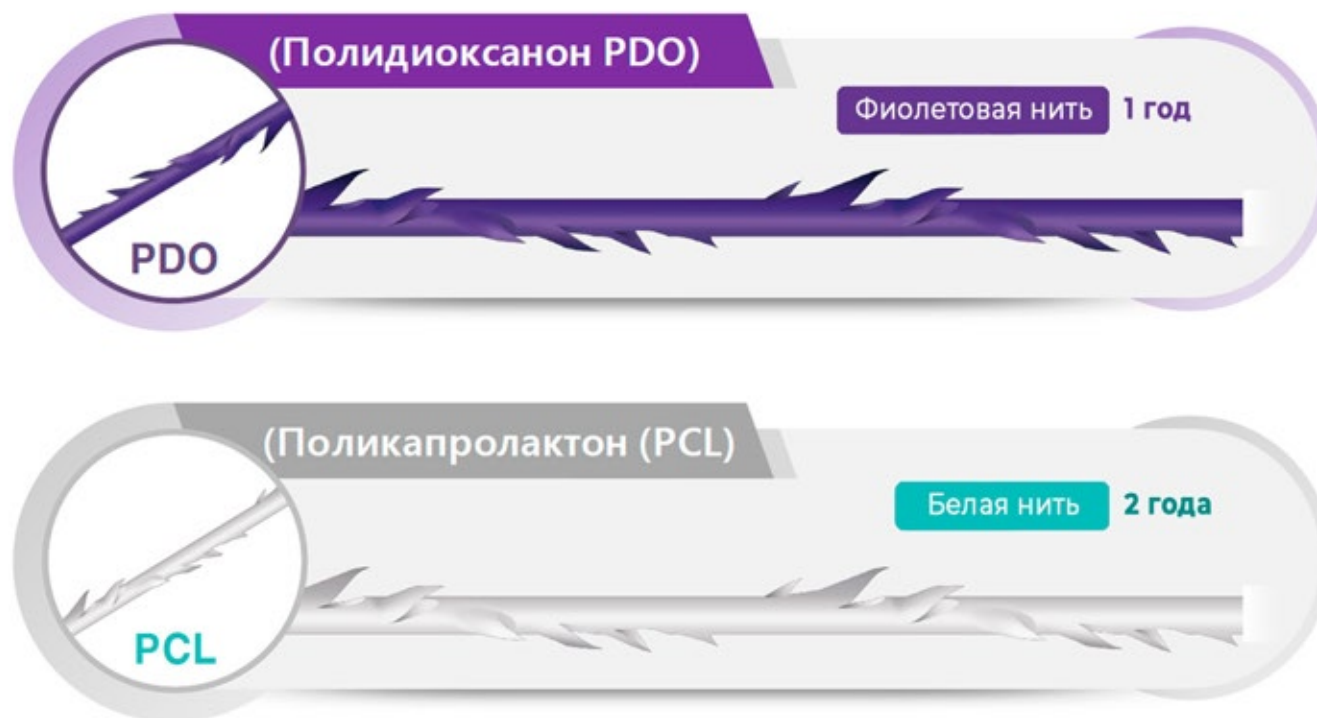 (Полидиоксанон PDO)
Фиолетовая нить 1 год
PDO
(Поликапролактон (PCL)
Белая нить 2 года
PCL